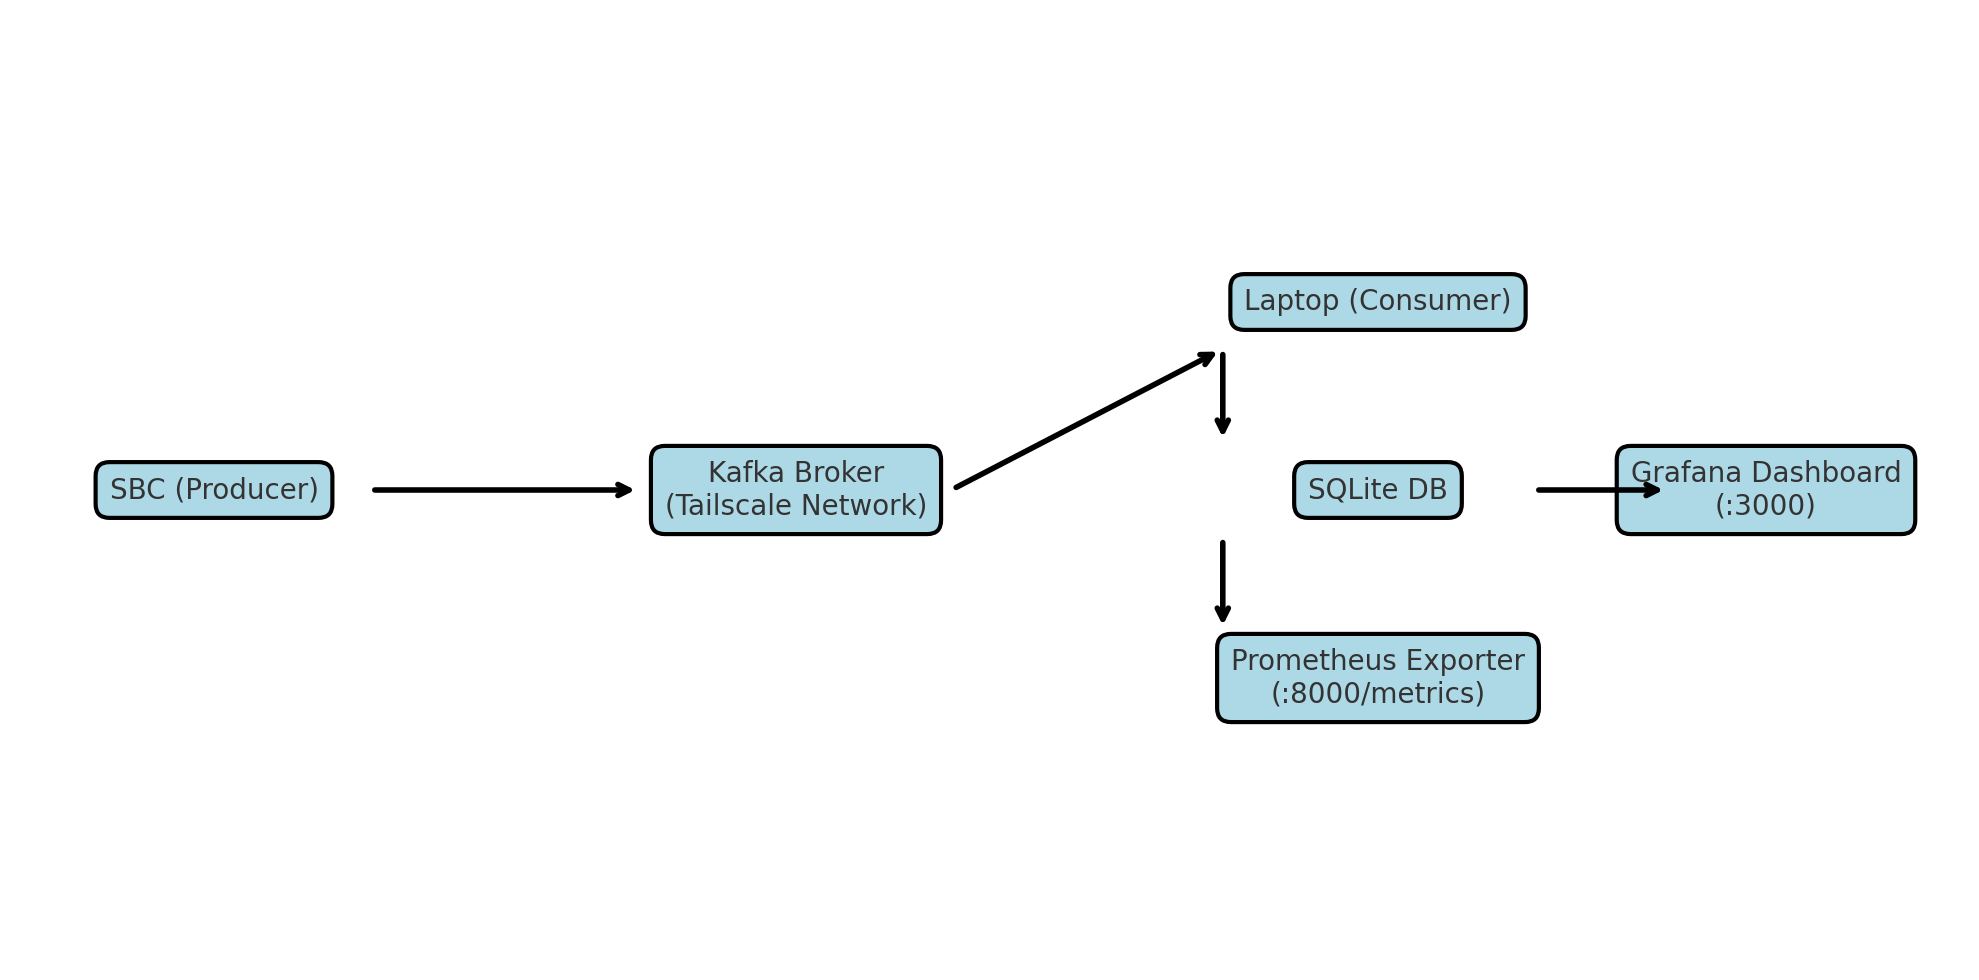 SBC (Producer)
Kafka Broker
(Tailscale Network)
Laptop (Consumer)
SQLite DB
Grafana Dashboard
(:3000)
Prometheus Exporter
(:8000/metrics)